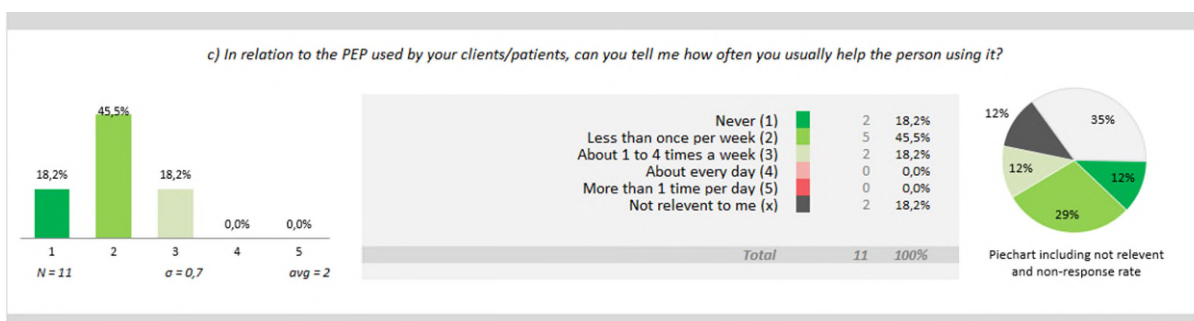 c) In relation to the PEP used by your clients/patients, can you tell me how often you usually help the person using it?
45,5%
18,2%
18,2%
0,0%
0,0%
1 2 3 4 5
N = 11 σ = 0,7 avg = 2
Never (1) 2 18,2%
Less than once per week (2) 5 45,5%
About 1 to 4 times a week (3) 2 18,2%
About every day (4) 0 0,0%
More than 1 time per day (5) 0 0,0%
Not relevent to me (x) 2 18,2%
Total 11 100%
12%
35%
12%
12%
29%
Piechart including not relevent
and non-response rate